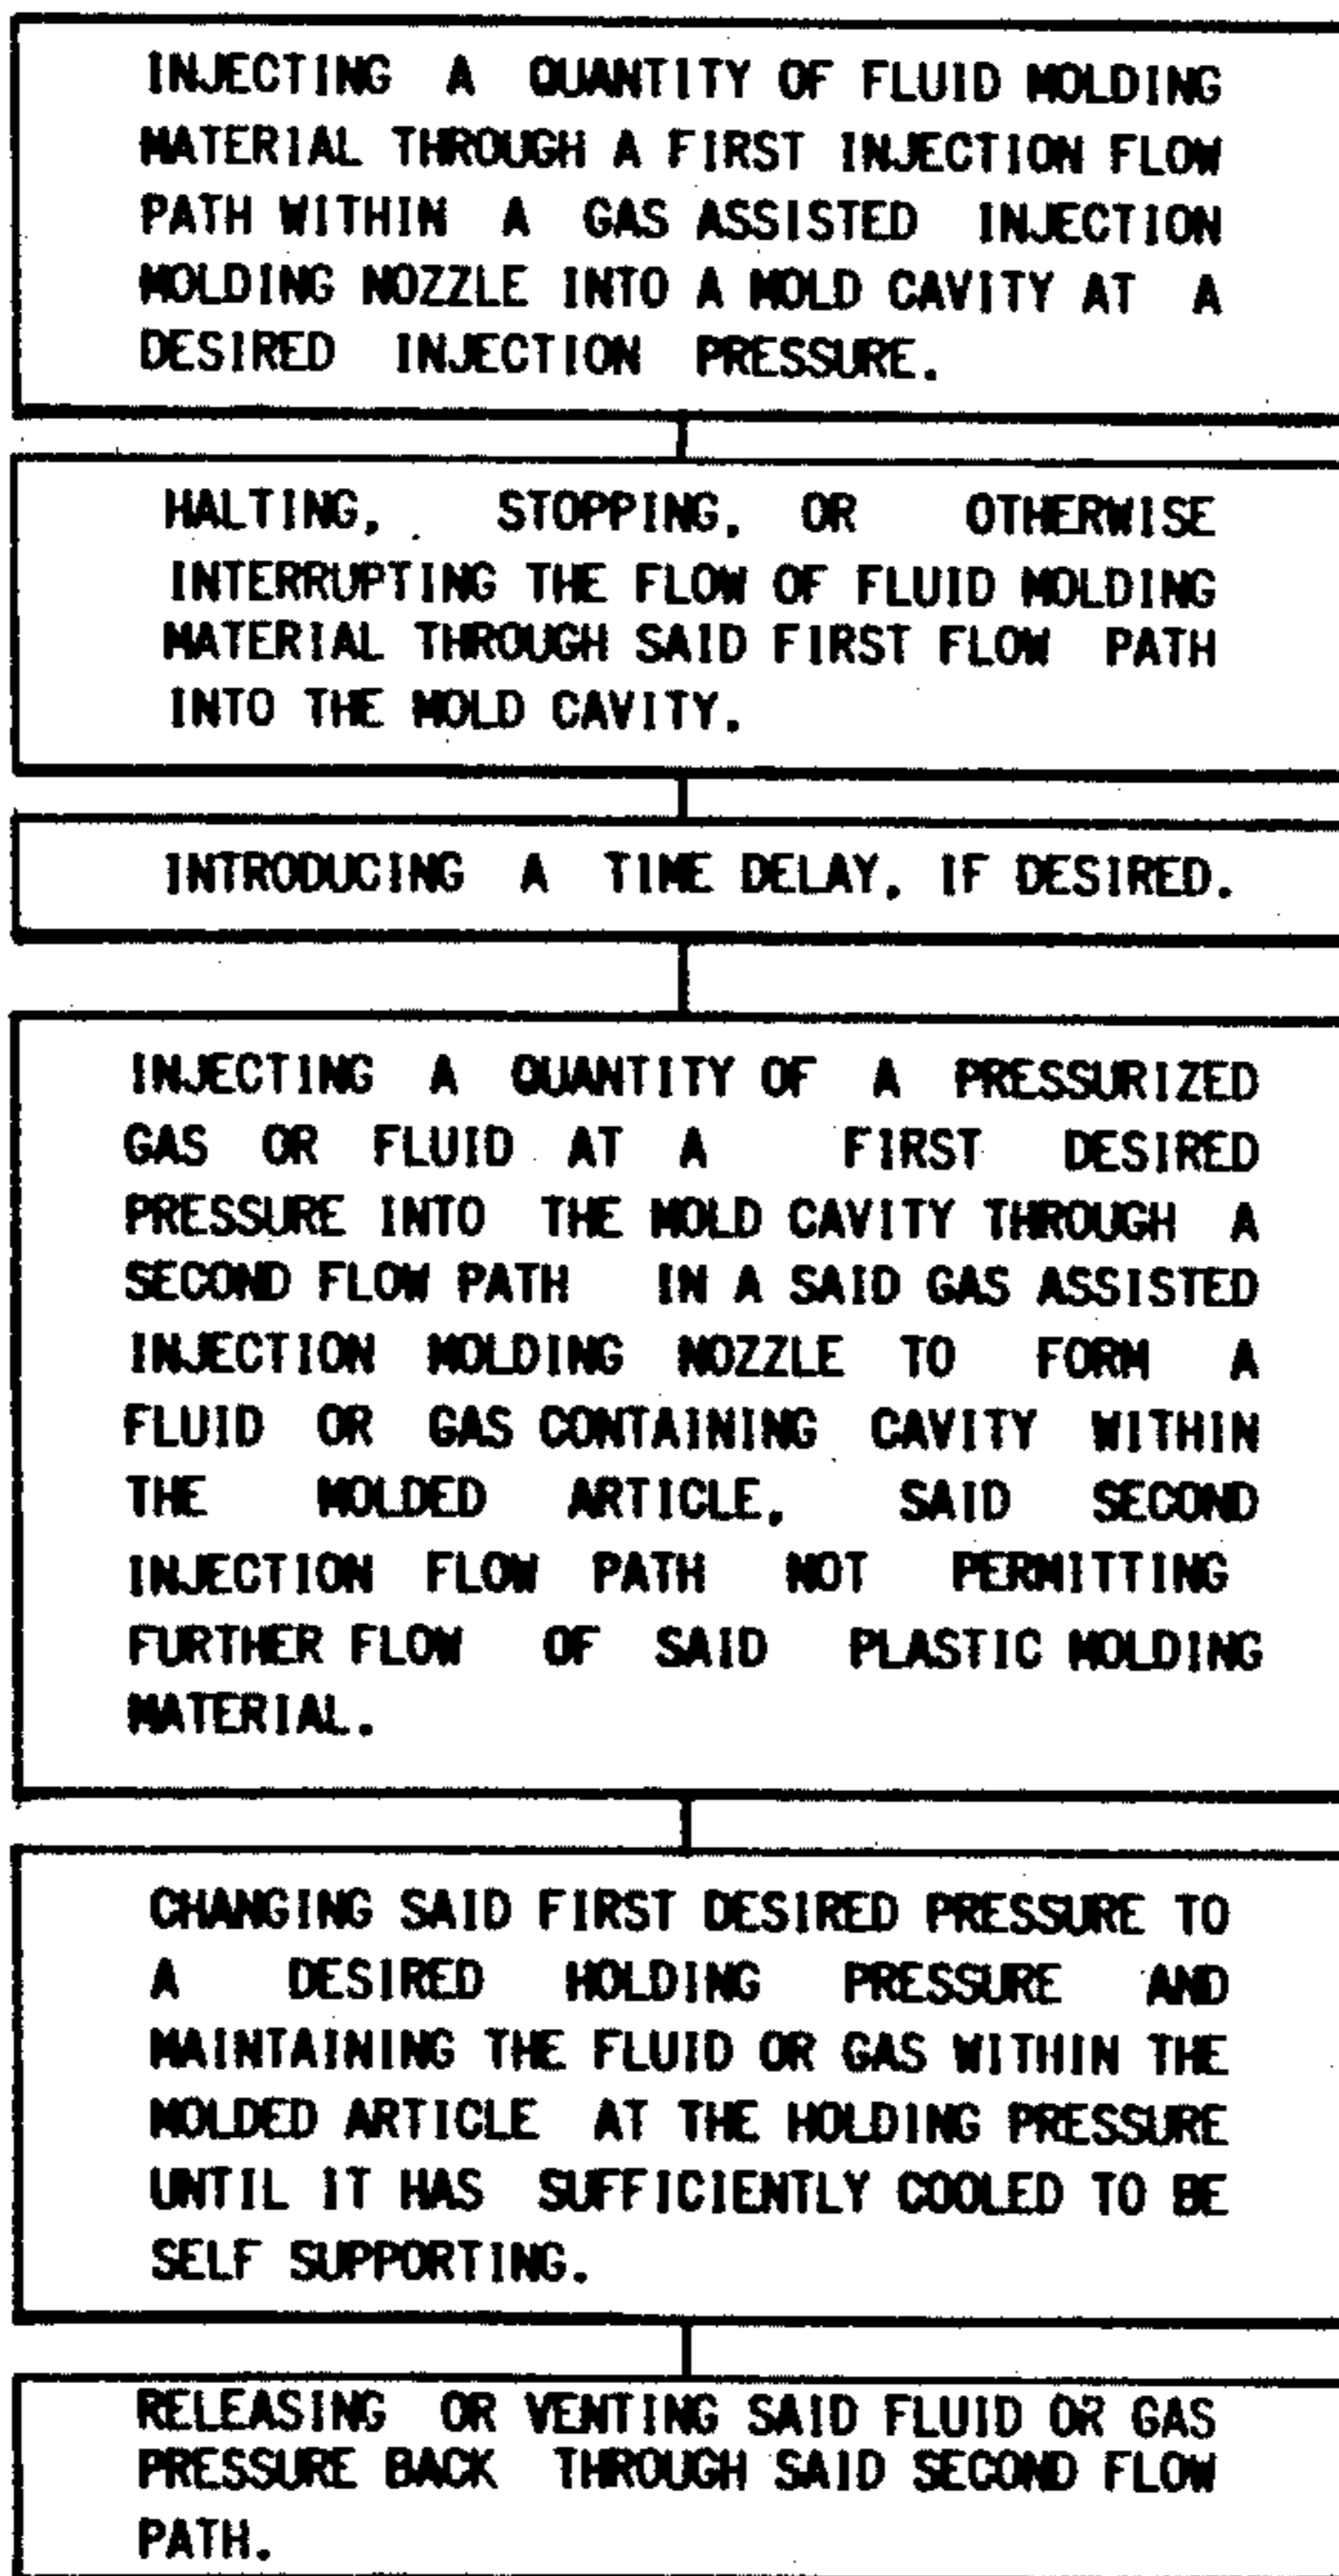 INJECTING A QUANTITY OF FLUID MOLDING
MATERIAL THROUGH A FIRST INJECTION FLOW
PATH WITHIN A GAS ASSISTED INJECTION
MOLDING NOZZLE INTO A MOLD CAVITY AT A
DESIRED INJECTION PRESSURE.
HALTING, STOPPING, OR OTHERWISE
INTERRUPTING THE FLOW OF FLUID MOLDING
MATERIAL THROUGH SAID FIRST FLOW PATH
INTO THE MOLD CAVITY.
INTRODUCING A TIME DELAY, IF DESIRED.
INJECTING A QUANTITY OF A PRESSURIZED
GAS OR FLUID AT A FIRST DESIRED
PRESSURE INTO THE MOLD CAVITY THROUGH A
SECOND FLOW PATH IN A SAID GAS ASSISTED
INJECTION MOLDING NOZZLE TO FORM A
FLUID OR GAS CONTAINING CAVITY WITHIN
THE MOLDED ARTICLE, SAID SECOND
INJECTION FLOW PATH NOT PERMITTING
FURTHER FLOW OF SAID PLASTIC MOLDING
MATERIAL.
CHANGING SAID FIRST DESIRED PRESSURE TO
A DESIRED HOLDING PRESSURE AND
MAINTAINING THE FLUID OR GAS WITHIN THE
MOLDED ARTICLE AT THE HOLDING PRESSURE
UNTIL IT HAS SUFFICIENTLY COOLED TO BE
SELF SUPPORTING.
RELEASING OR VENTING SAID FLUID OR GAS
PRESSURE BACK THROUGH SAID SECOND FLOW
PATH.